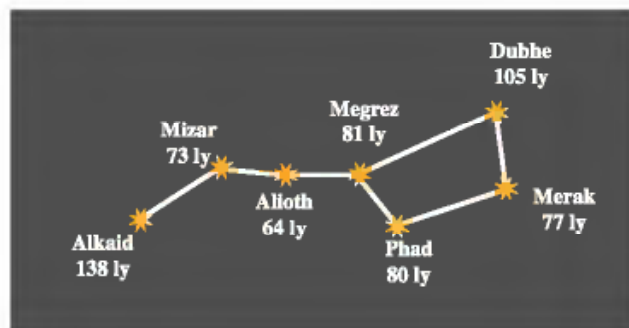 Dubhe
105 ly
Megrez
81 ly
Mizar
73 ly
Alioth
64 ly
Merak
77 ly
Alkaid
138 ly
Phad
80 ly